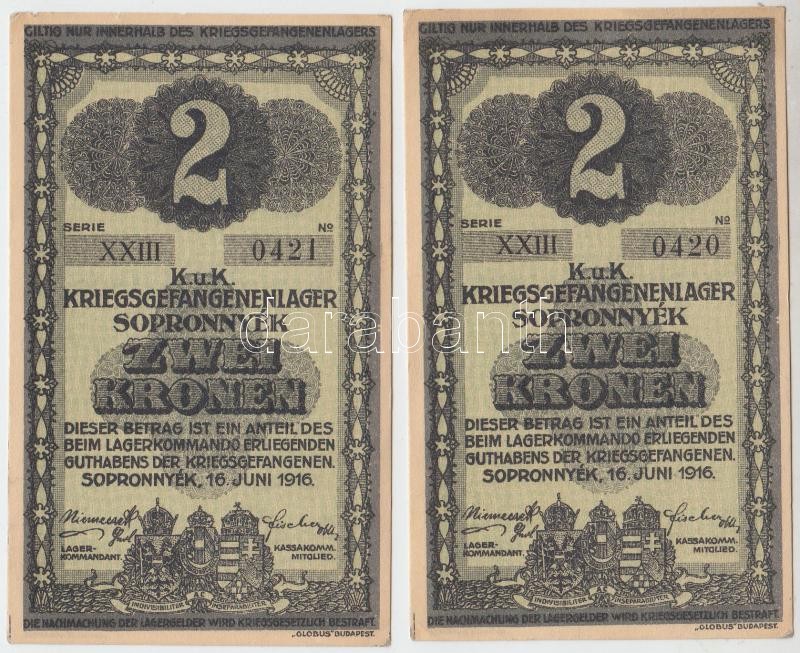 GILTIG NUR INNERHALB DES KRIEGSGEFANGENENLAGERS
2
SERIE No
XXIII 0421
K.u.K.
KRIEGSGEFANGENENLAGER
SOPRONNYÉK
ZWEI
KRONEN
DIESER BETRAG IST EIN ANTEIL DES
BEIM LAGERKOMMANDO ERLIEGENDEN
GUTHABENS DER KRIEGSGEFANGENEN.
SOPRONNYÉK, 16. JUNI 1916.
LAGER-
KOMMANDANT.
Fischer
KASSAKOMM.
MITGLIED.
INDIVISIBILITER AC INSEPARABILITER
DIE NACHMACHUNG DER LAGERGELDER WIRD KRIEGSGESETZLICH BESTRAFT.
„GLOBUS” BUDAPEST.
GILTIG NUR INNERHALB DES KRIEGSGEFANGENENLAGERS
2
SERIE No
XXIII 0420
K.u.K.
KRIEGSGEFANGENENLAGER
SOPRONNYÉK
ZWEI
KRONEN
DIESER BETRAG IST EIN ANTEIL DES
BEIM LAGERKOMMANDO ERLIEGENDEN
GUTHABENS DER KRIEGSGEFANGENEN.
SOPRONNYÉK, 16. JUNI 1916.
LAGER-
KOMMANDANT.
Fischer
KASSAKOMM.
MITGLIED.
INDIVISIBILITER AC INSEPARABILITER
DIE NACHMACHUNG DER LAGERGELDER WIRD KRIEGSGESETZLICH BESTRAFT.
„GLOBUS” BUDAPEST.
darabanth